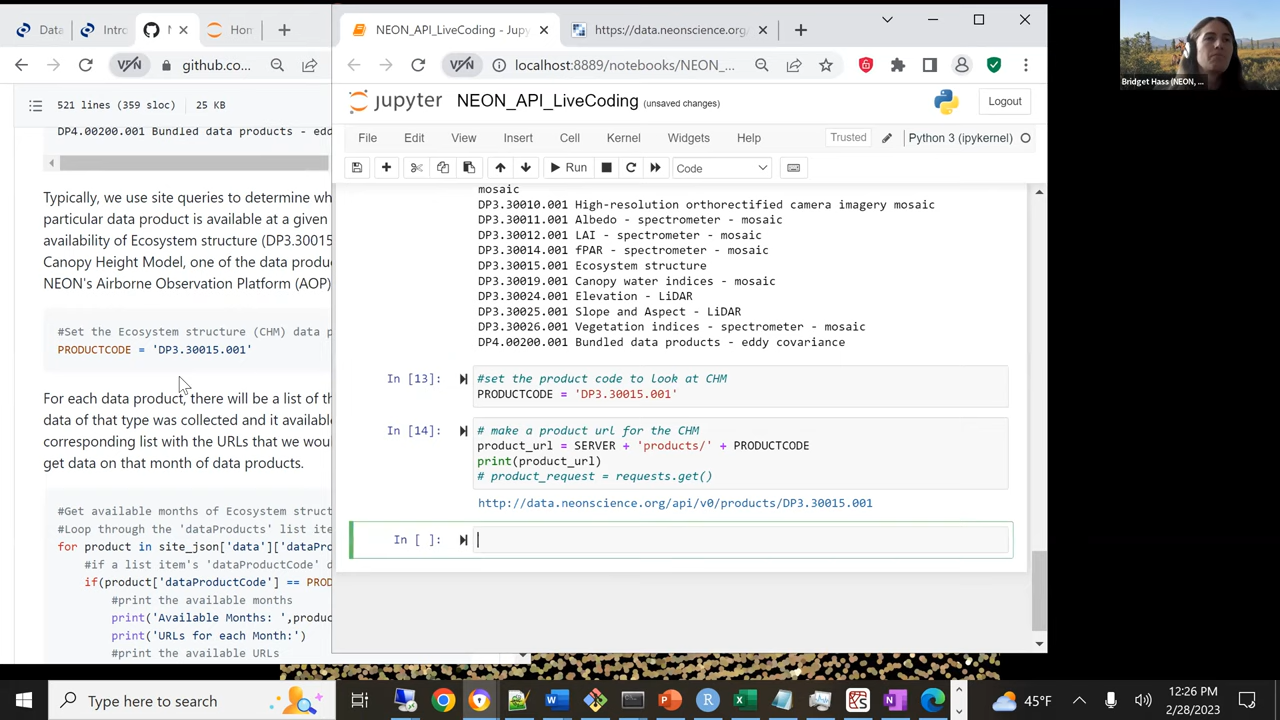 Data
Intro
N
Hom
github.co...
521 lines (359 sloc)
25 KB
DP4.00200.001 Bundled data products - edd
Typically, we use site queries to determine wh
particular data product is available at a given
availability of Ecosystem structure (DP3.30015
Canopy Height Model, one of the data produc
NEON's Airborne Observation Platform (AOP)
#Set the Ecosystem structure (CHM) data p
PRODUCTCODE = 'DP3.30015.001'
For each data product, there will be a list of th
data of that type was collected and it availabl
corresponding list with the URLs that we wou
get data on that month of data products.
#Get available months of Ecosystem struct
#Loop through the 'dataProducts' list ite
for product in site_json['data']['dataPro
#if a list item's 'dataProductCode' d
if(product['dataProductCode'] == PROD
#print the available months
print('Available Months: ',produc
print('URLs for each Month:')
#print the available URLs
NEON_API_LiveCoding - Jupy
https://data.neonscience.org/
localhost:8889/notebooks/NEON_...
jupyter
NEON_API_LiveCoding (unsaved changes)
Logout
File
Edit
View
Insert
Cell
Kernel
Widgets
Help
Trusted
Python 3 (ipykernel)
Run
Code
mosaic
DP3.30010.001 High-resolution orthorectified camera imagery mosaic
DP3.30011.001 Albedo - spectrometer - mosaic
DP3.30012.001 LAI - spectrometer - mosaic
DP3.30014.001 fPAR - spectrometer - mosaic
DP3.30015.001 Ecosystem structure
DP3.30019.001 Canopy water indices - mosaic
DP3.30024.001 Elevation - LiDAR
DP3.30025.001 Slope and Aspect - LiDAR
DP3.30026.001 Vegetation indices - spectrometer - mosaic
DP4.00200.001 Bundled data products - eddy covariance
In [13]:
#set the product code to look at CHM
PRODUCTCODE = 'DP3.30015.001'
In [14]:
# make a product url for the CHM
product_url = SERVER + 'products/' + PRODUCTCODE
print(product_url)
# product_request = requests.get()
http://data.neonscience.org/api/v0/products/DP3.30015.001
In [ ]:
Bridget Hass (NEON, ...
Type here to search
45°F
12:26 PM
2/28/2023